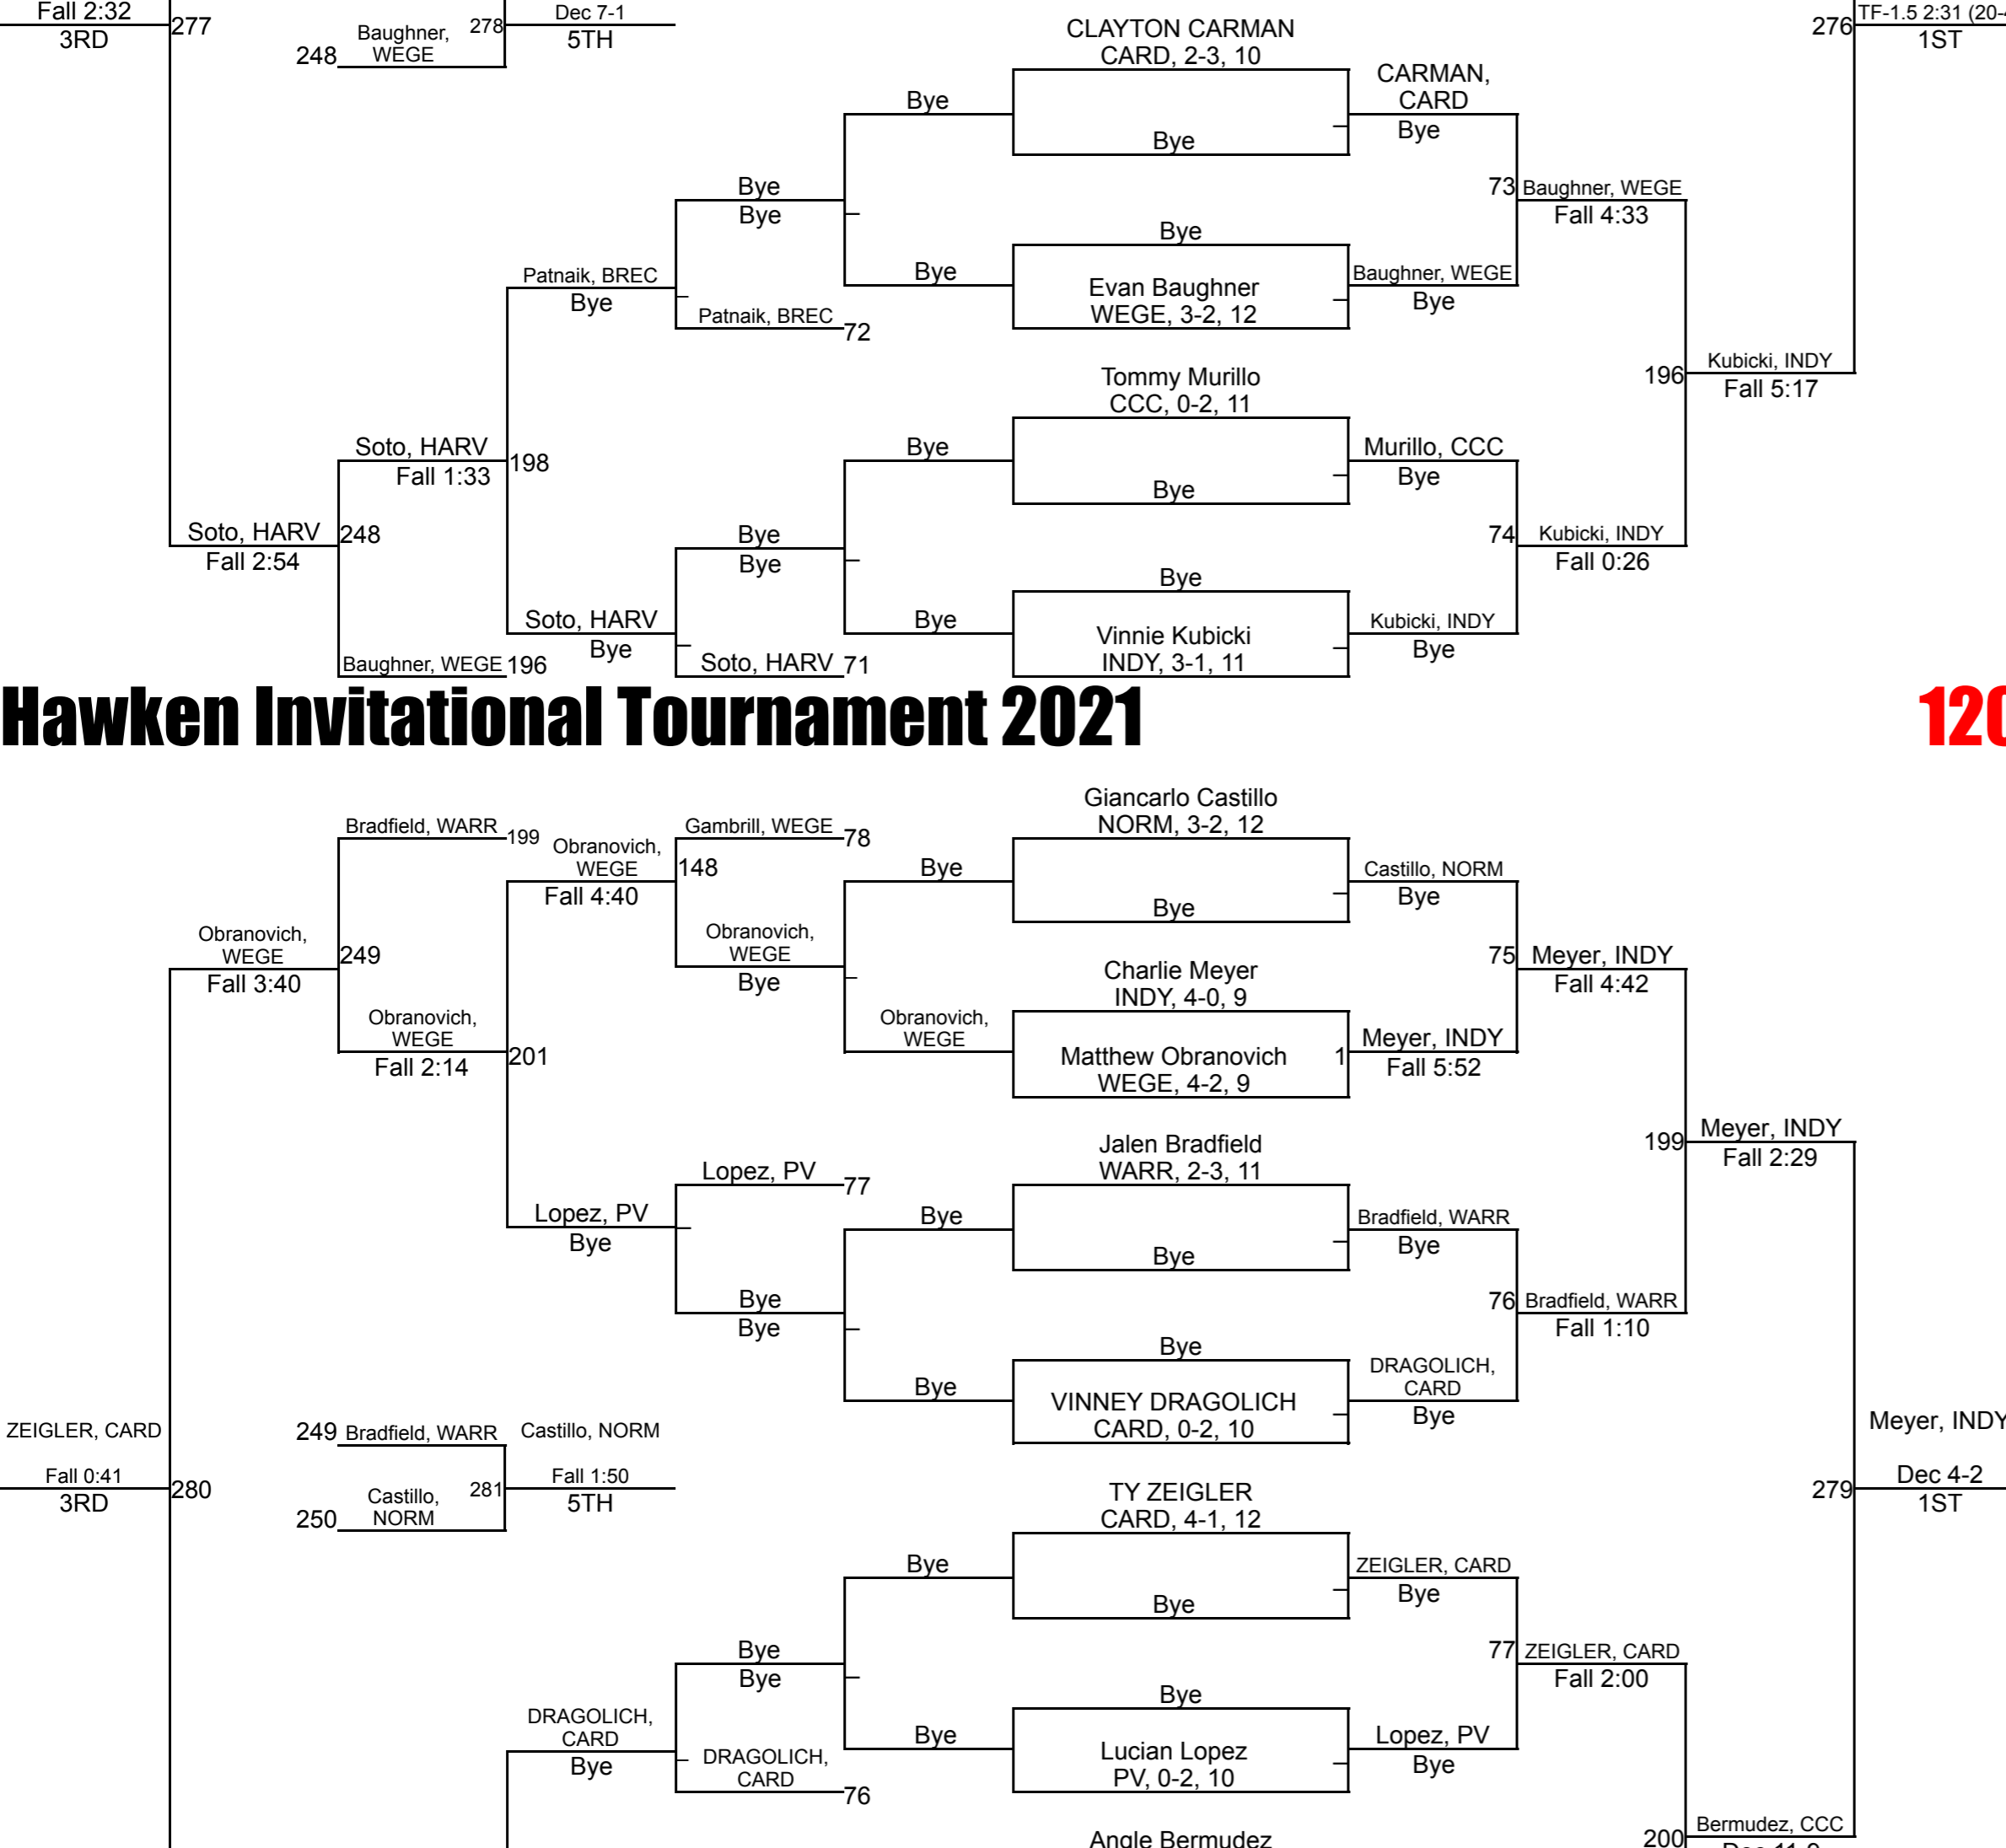 Fall 2:32
3RD
277
248
Baughner,
WEGE
278
Dec 7-1
5TH
CLAYTON CARMAN
CARD, 2-3, 10
276
TF-1.5 2:31 (20-
1ST
Bye
Bye
CARMAN,
CARD
Bye
Bye
Bye
73
Baughner, WEGE
Fall 4:33
Bye
Patnaik, BREC
Bye
Bye
Evan Baughner
WEGE, 3-2, 12
Baughner, WEGE
Bye
Patnaik, BREC
72
Tommy Murillo
CCC, 0-2, 11
196
Kubicki, INDY
Fall 5:17
Soto, HARV
Fall 1:33
198
Bye
Bye
Murillo, CCC
Bye
Soto, HARV
Fall 2:54
248
Bye
Bye
74
Kubicki, INDY
Fall 0:26
Bye
Soto, HARV
Bye
Bye
Vinnie Kubicki
INDY, 3-1, 11
Kubicki, INDY
Bye
Baughner, WEGE
196
Soto, HARV
71
Hawken Invitational Tournament 2021
120
Giancarlo Castillo
NORM, 3-2, 12
Bradfield, WARR
199
Obranovich,
WEGE
Fall 4:40
Gambrill, WEGE
78
148
Bye
Bye
Castillo, NORM
Bye
Obranovich,
WEGE
Fall 3:40
249
Obranovich,
WEGE
Bye
Charlie Meyer
INDY, 4-0, 9
75
Meyer, INDY
Fall 4:42
Obranovich,
WEGE
Fall 2:14
201
Obranovich,
WEGE
Matthew Obranovich
WEGE, 4-2, 9
1
Meyer, INDY
Fall 5:52
Jalen Bradfield
WARR, 2-3, 11
199
Meyer, INDY
Fall 2:29
Lopez, PV
77
Lopez, PV
Bye
Bye
Bye
Bradfield, WARR
Bye
Bye
Bye
76
Bradfield, WARR
Fall 1:10
Bye
Bye
VINNEY DRAGOLICH
CARD, 0-2, 10
DRAGOLICH,
CARD
Bye
ZEIGLER, CARD
Fall 0:41
3RD
280
249
Bradfield, WARR
250
Castillo,
NORM
281
Castillo, NORM
Fall 1:50
5TH
Meyer, INDY
279
Dec 4-2
1ST
TY ZEIGLER
CARD, 4-1, 12
Bye
Bye
ZEIGLER, CARD
Bye
Bye
Bye
77
ZEIGLER, CARD
Fall 2:00
Bye
DRAGOLICH,
CARD
Bye
DRAGOLICH,
CARD
76
Bye
Lucian Lopez
PV, 0-2, 10
Lopez, PV
Bye
Angle Bermudez
200
Bermudez, CCC